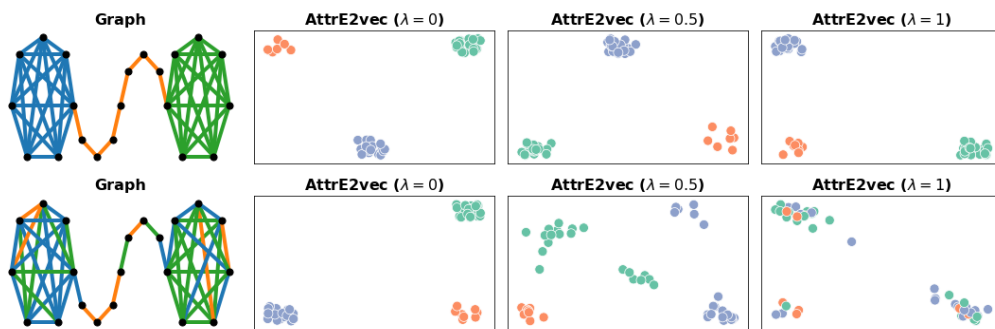 Graph
AttrE2vec (λ = 0)
AttrE2vec (λ = 0.5)
AttrE2vec (λ = 1)
Graph
AttrE2vec (λ = 0)
AttrE2vec (λ = 0.5)
AttrE2vec (λ = 1)